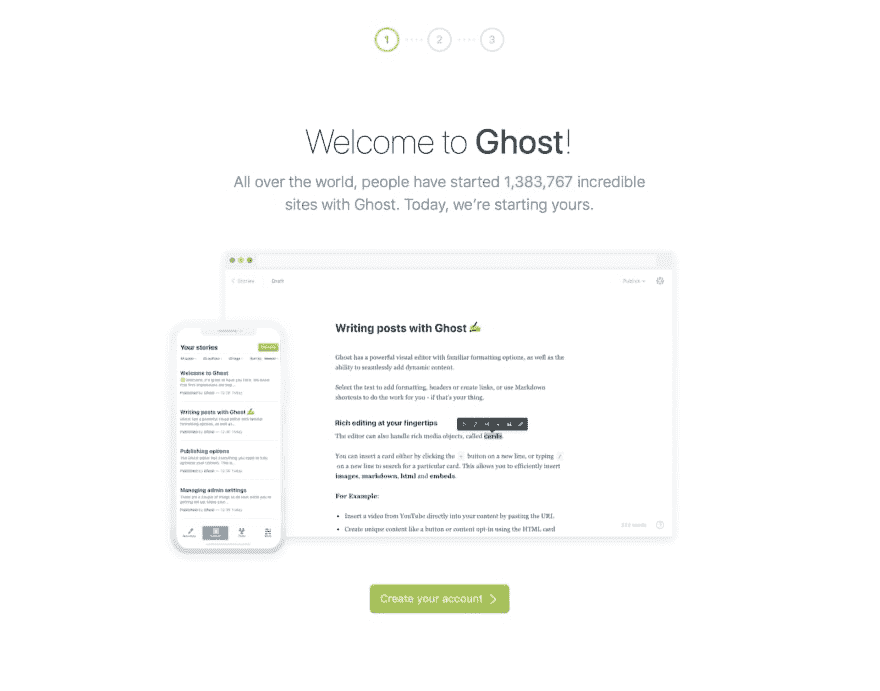 1 2 3
Welcome to Ghost!
All over the world, people have started 1,383,767 incredible
sites with Ghost. Today, we’re starting yours.
Stories Draft Publish
Writing posts with Ghost ✍️
Ghost has a powerful visual editor with familiar formatting options, as well as the
ability to seamlessly add dynamic content.
Select the text to add formatting, headers or create links, or use Markdown
shortcuts to do the work for you - if that's your thing.
Rich editing at your fingertips
The editor can also handle rich media objects, called cards.
You can insert a card either by clicking the + button on a new line, or typing /
on a new line to search for a particular card. This allows you to efficiently insert
images, markdown, html and embeds.
For Example:
Insert a video from YouTube directly into your content by pasting the URL
Create unique content like a button or content opt-in using the HTML card
words
Your stories
Welcome to Ghost
Writing posts with Ghost ✍️
Publishing options
Managing admin settings
Create your account